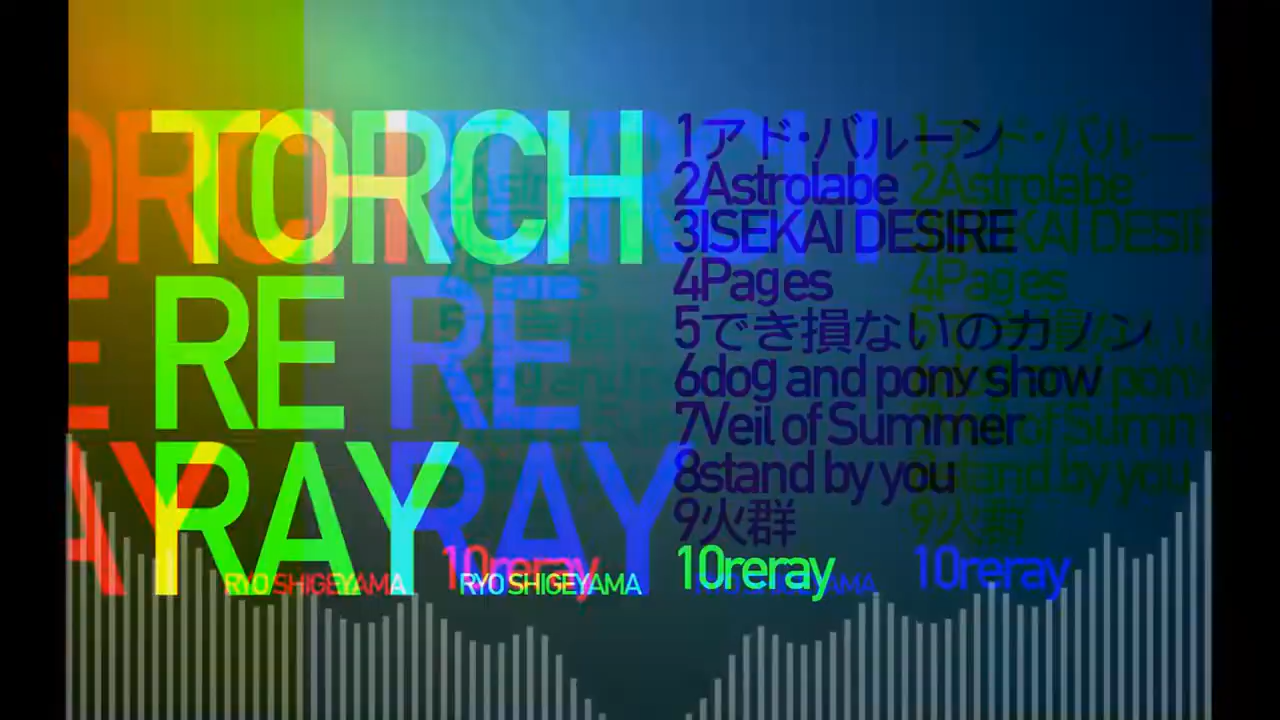 TORCH
RE
RAY
RYO SHIGEYAMA
1アド・バルーン
2Astrolabe
3ISEKAI DESIRE
4Pages
5でき損ないのカノン
6dog and pony show
7Veil of Summer
8stand by you
9火群
10reray